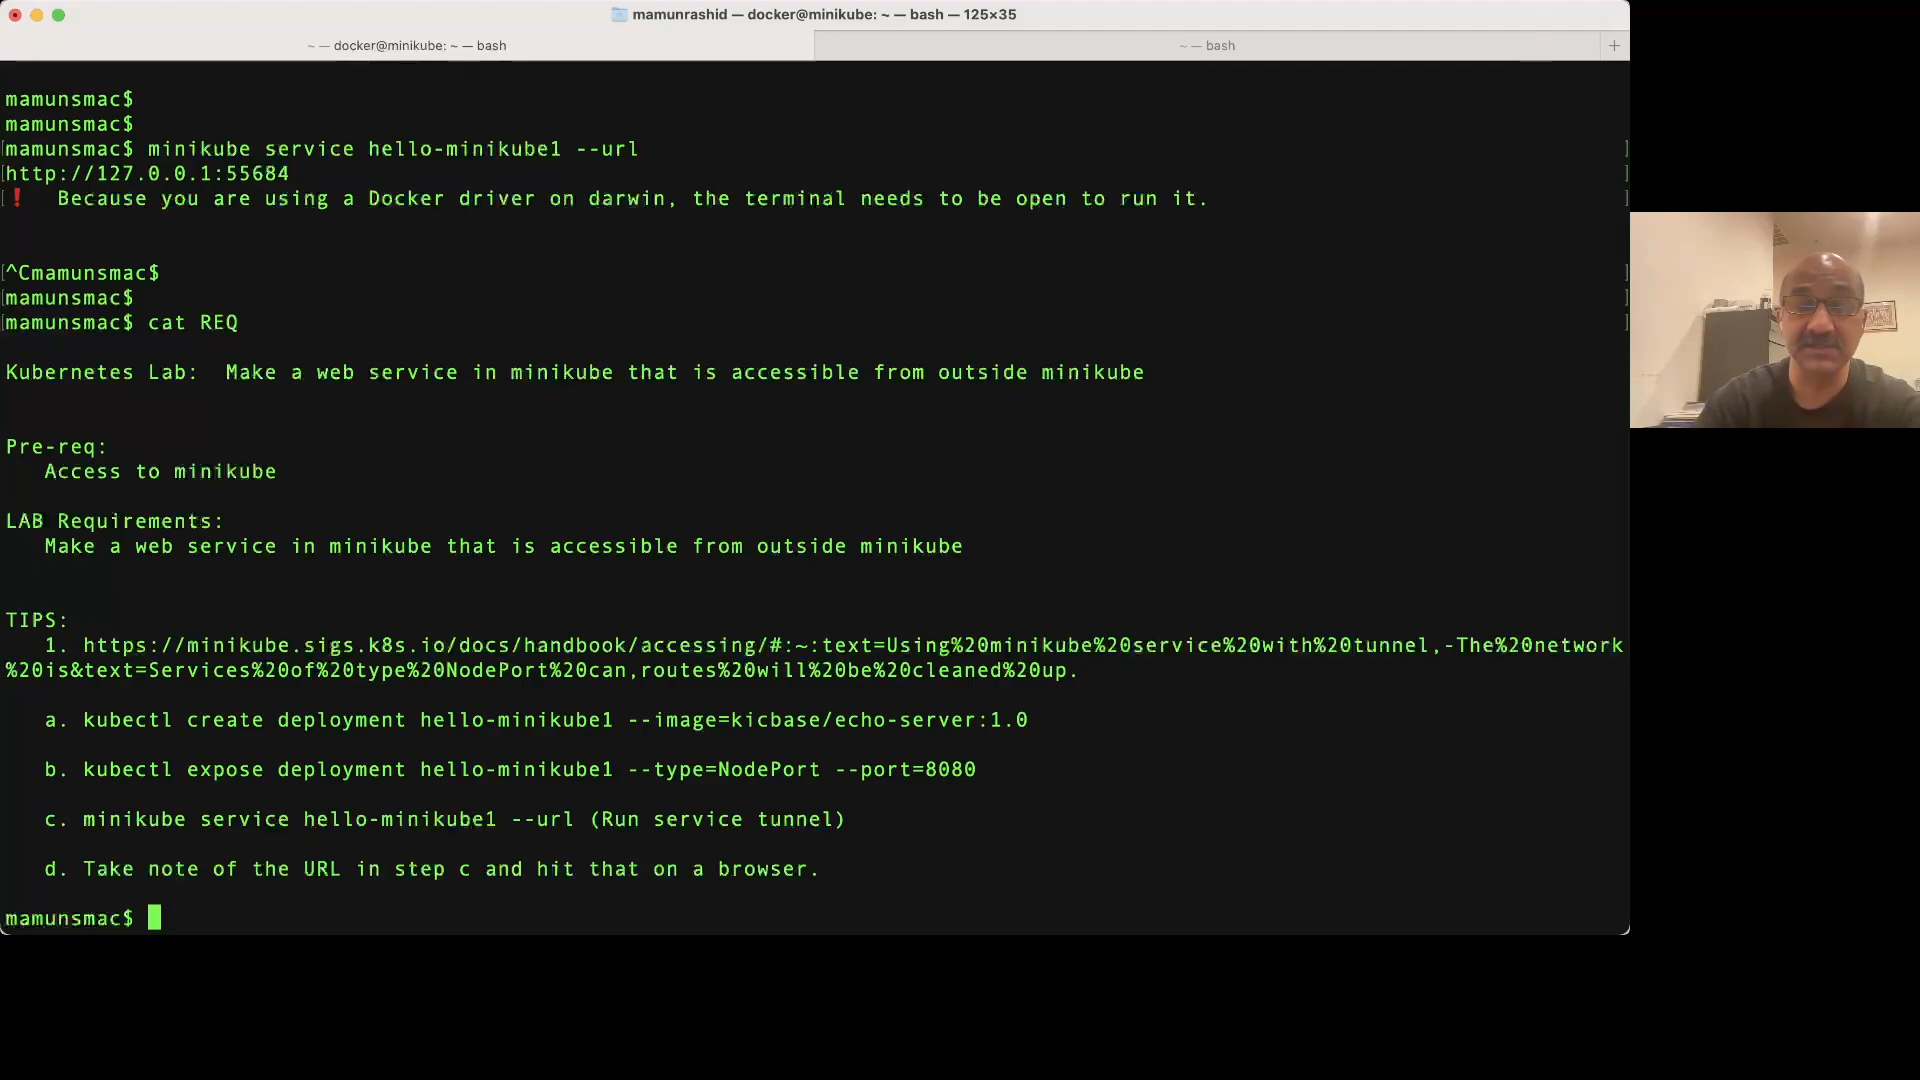 mamunrashid — docker@minikube: ~ — bash — 125×35
~ — docker@minikube: ~ — bash
~ — bash
mamunsmac$
mamunsmac$
mamunsmac$ minikube service hello-minikube1 --url
http://127.0.0.1:55684
❗  Because you are using a Docker driver on darwin, the terminal needs to be open to run it.
^Cmamunsmac$
mamunsmac$
mamunsmac$ cat REQ
Kubernetes Lab:  Make a web service in minikube that is accessible from outside minikube
Pre-req:
Access to minikube
LAB Requirements:
Make a web service in minikube that is accessible from outside minikube
TIPS:
1. https://minikube.sigs.k8s.io/docs/handbook/accessing/#:~:text=Using%20minikube%20service%20with%20tunnel,-The%20network
%20is&text=Services%20of%20type%20NodePort%20can,routes%20will%20be%20cleaned%20up.
a. kubectl create deployment hello-minikube1 --image=kicbase/echo-server:1.0
b. kubectl expose deployment hello-minikube1 --type=NodePort --port=8080
c. minikube service hello-minikube1 --url (Run service tunnel)
d. Take note of the URL in step c and hit that on a browser.
mamunsmac$